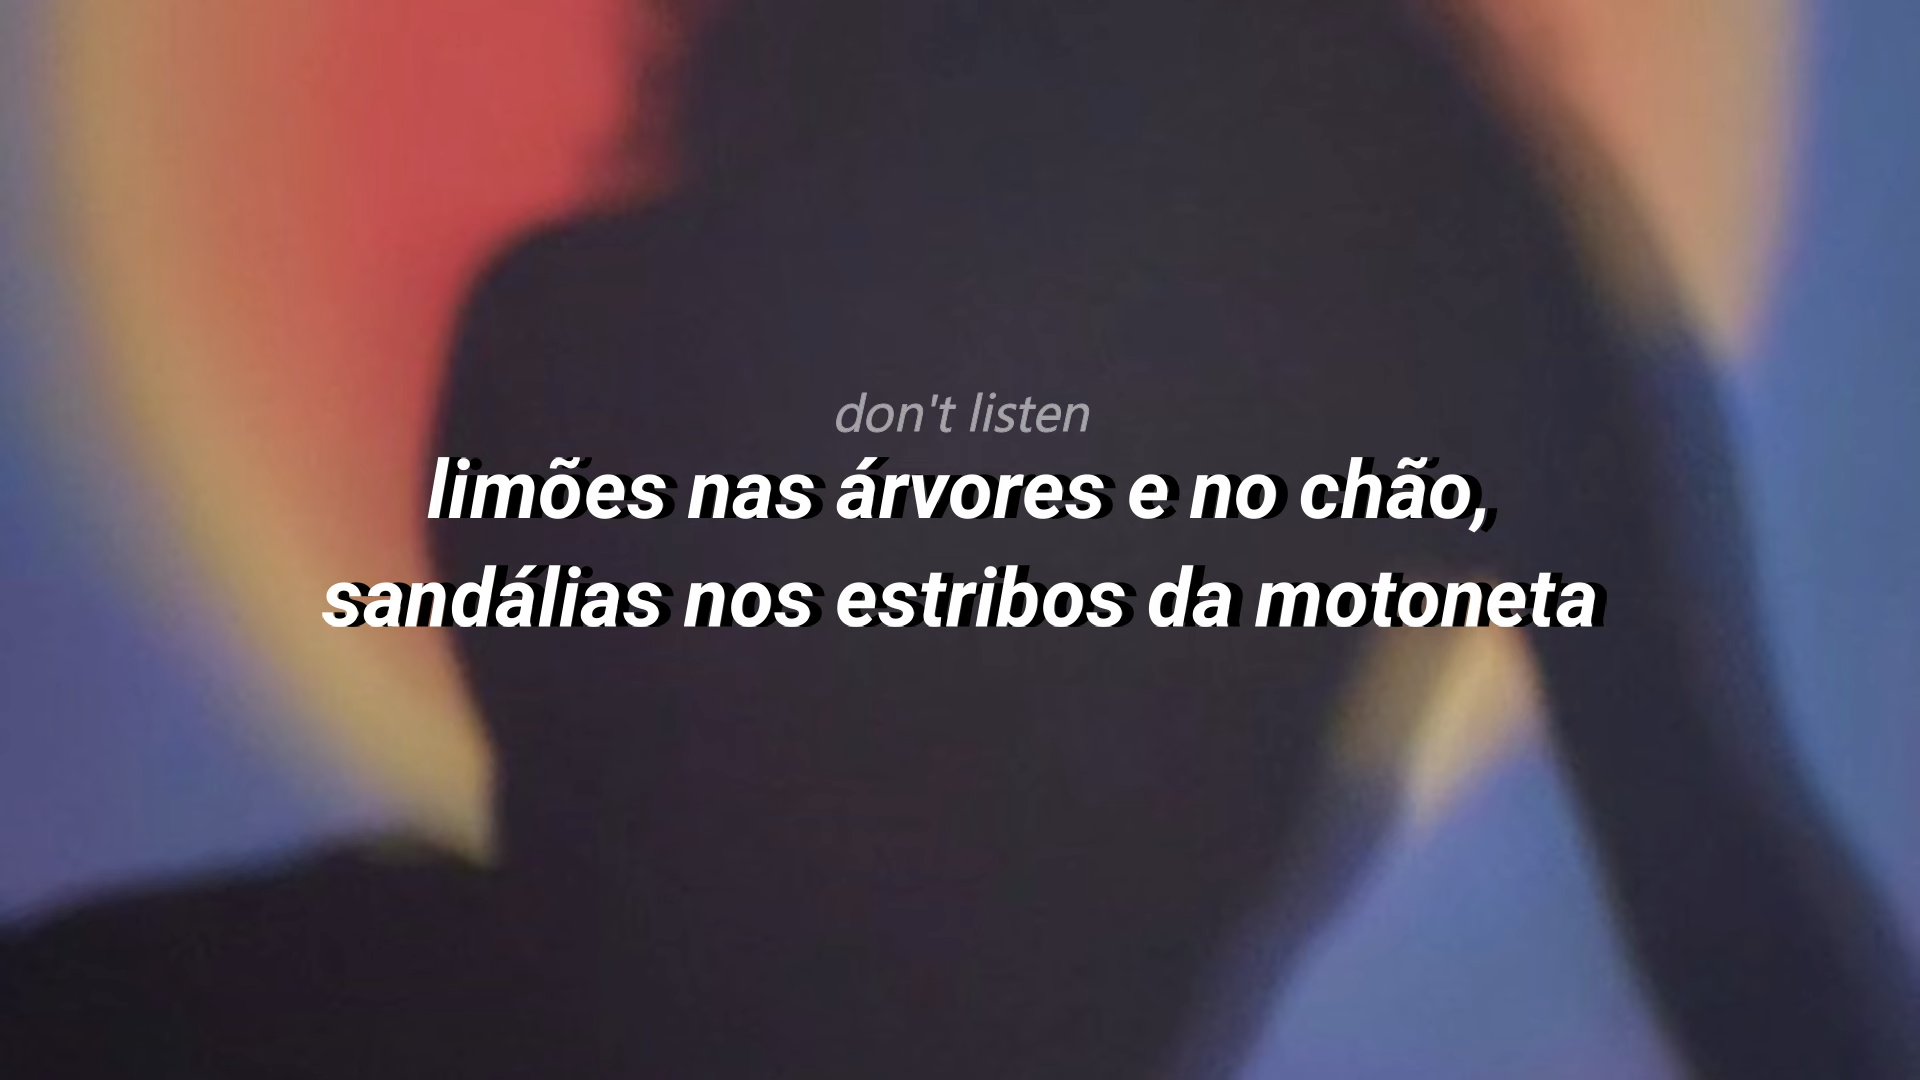 don't listen
limões nas árvores e no chão,
sandálias nos estribos da motoneta